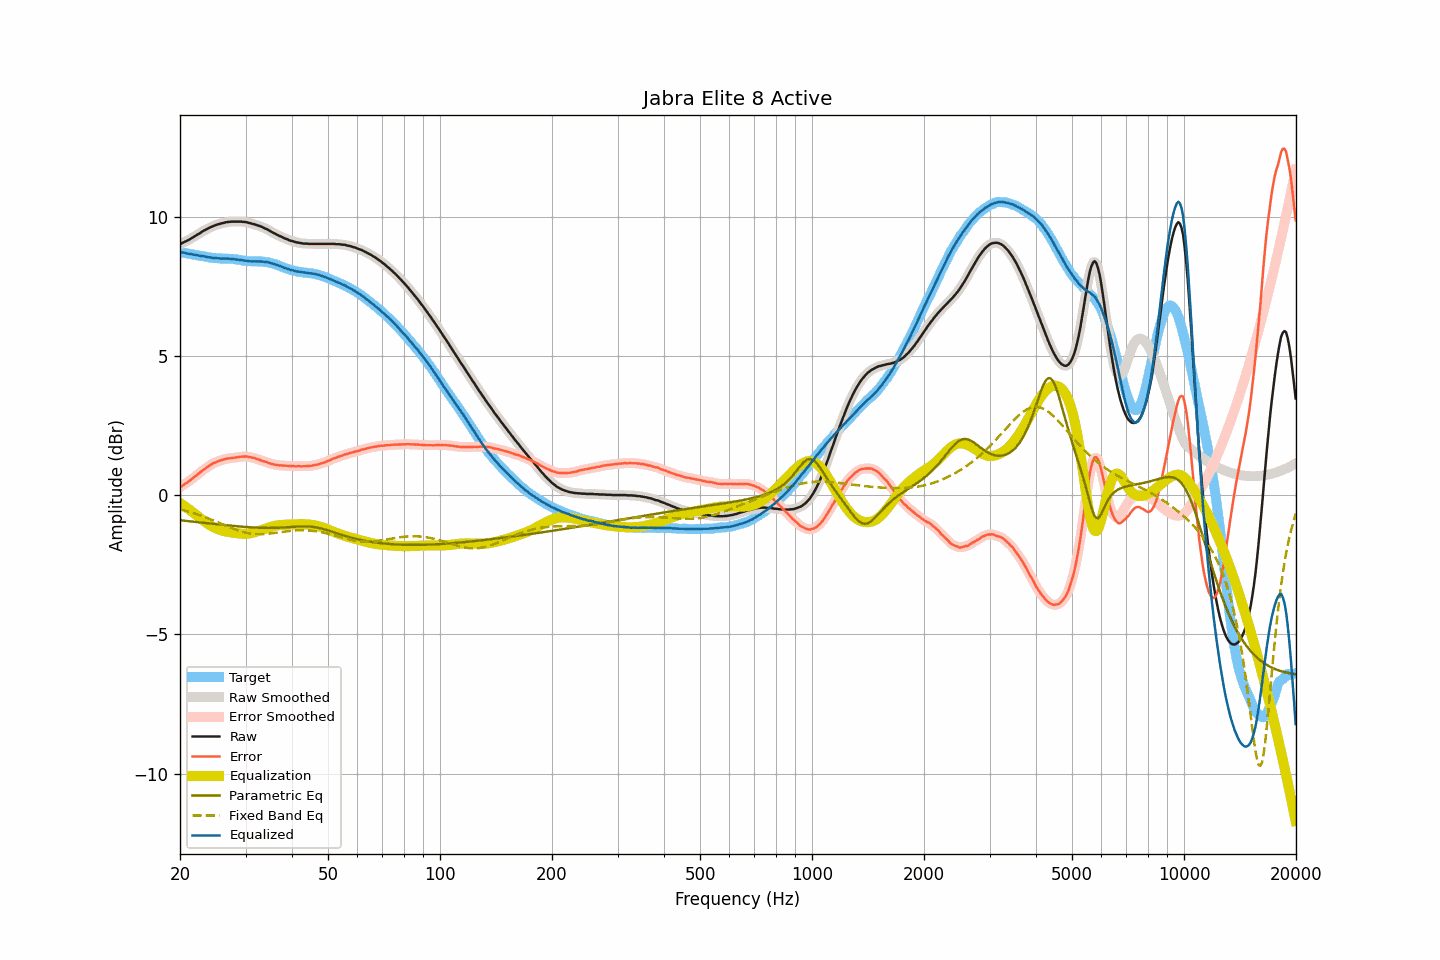 Jabra Elite 8 Active
Amplitude (dBr)
10
5
0
−5
−10
Target
Raw Smoothed
Error Smoothed
Raw
Error
Equalization
Parametric Eq
Fixed Band Eq
Equalized
20 50 100 200 500 1000 2000 5000 10000 20000
Frequency (Hz)